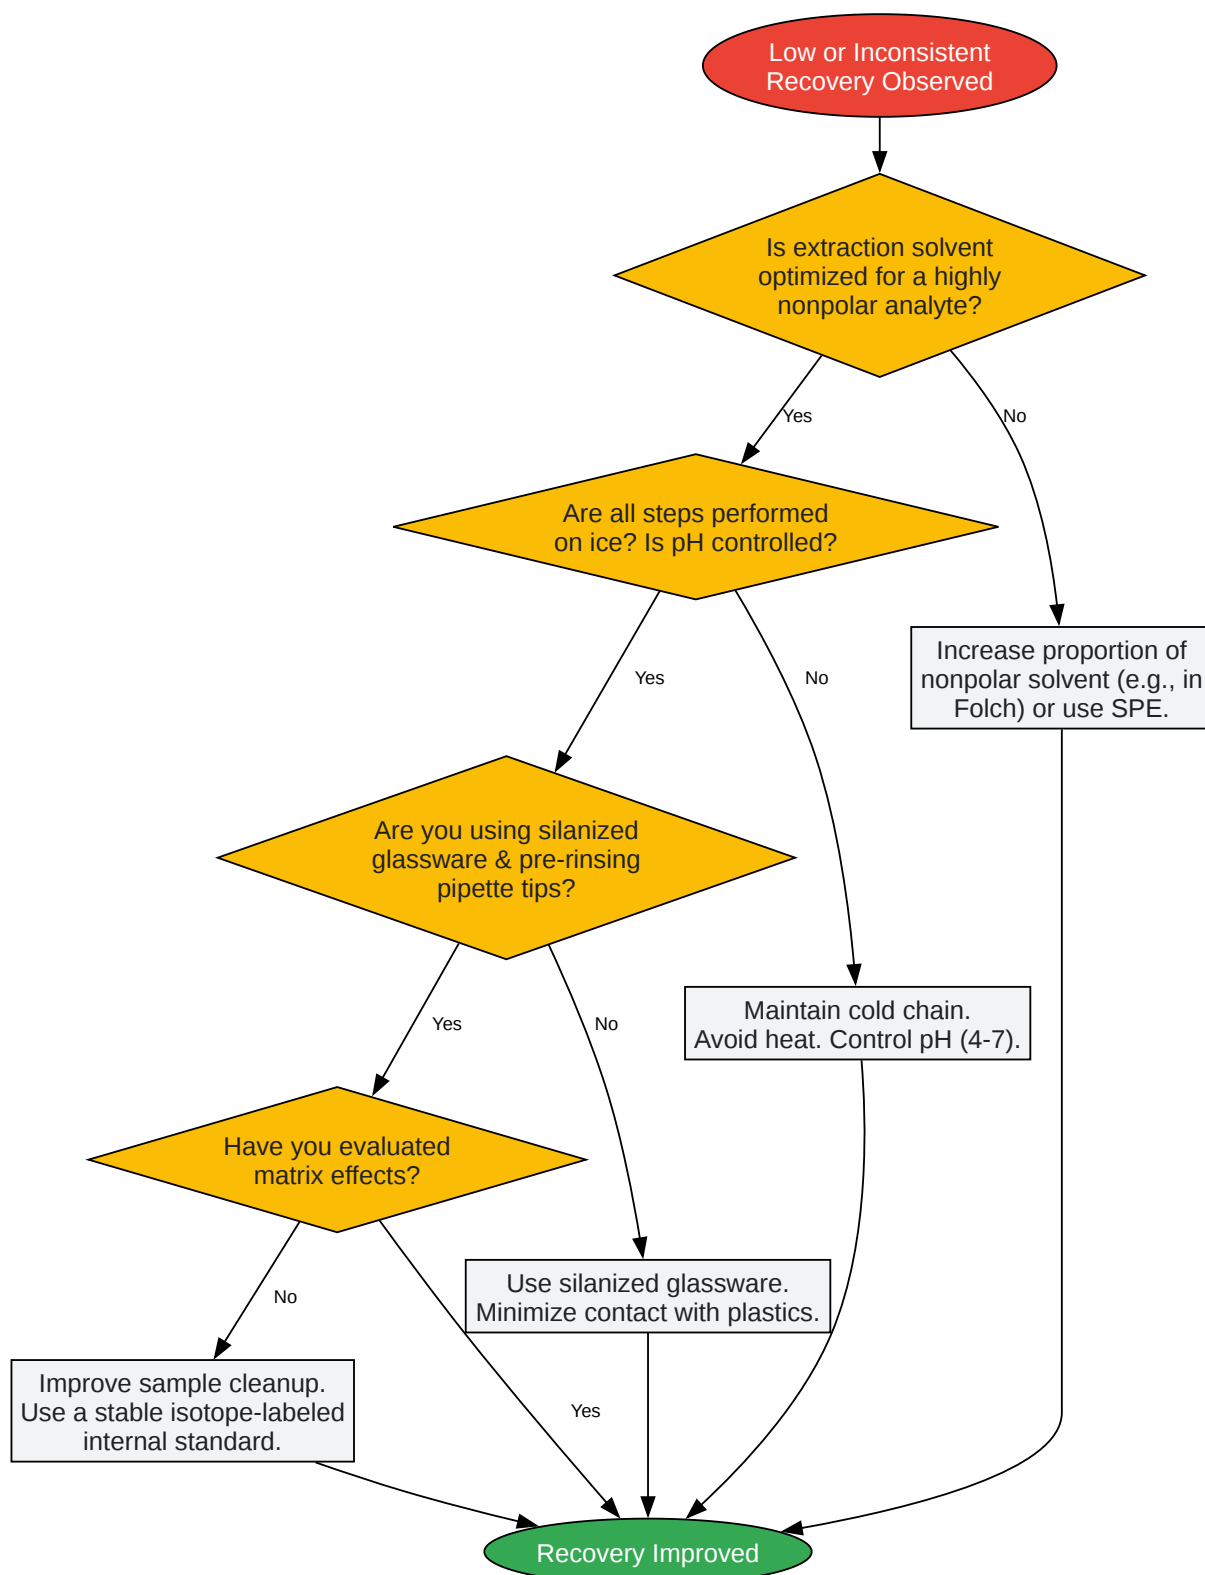 Low or Inconsistent
Recovery Observed
Is extraction solvent
optimized for a highly
nonpolar analyte?
Yes
No
Are all steps performed
on ice? Is pH controlled?
Increase proportion of
nonpolar solvent (e.g., in
Folch) or use SPE.
Yes
No
Are you using silanized
glassware & pre-rinsing
pipette tips?
Maintain cold chain.
Avoid heat. Control pH (4-7).
Yes
No
Have you evaluated
matrix effects?
Use silanized glassware.
Minimize contact with plastics.
No
Yes
Improve sample cleanup.
Use a stable isotope-labeled
internal standard.
Recovery Improved